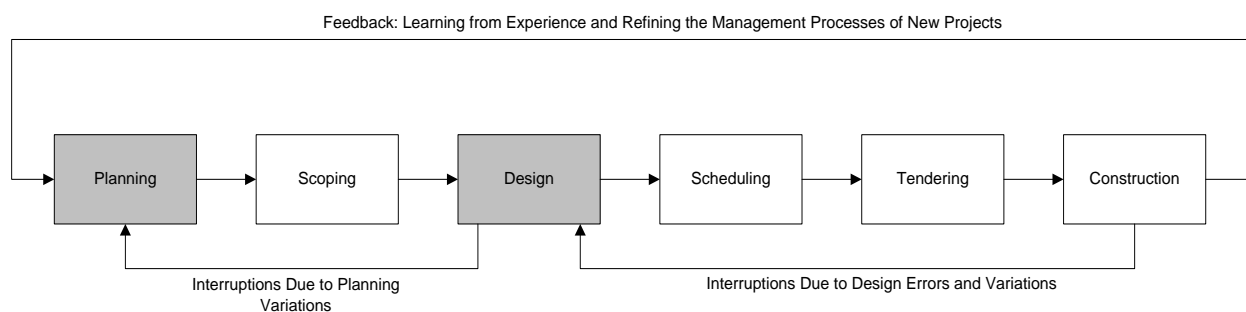 Feedback: Learning from Experience and Refining the Management Processes of New Projects
Planning
Scoping
Design
Scheduling
Tendering
Construction
Interruptions Due to Planning
Variations
Interruptions Due to Design Errors and Variations